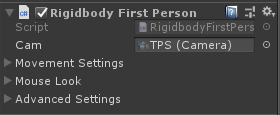 Rigidbody First Person
Script RigidbodyFirstPers
Cam TPS (Camera)
Movement Settings
Mouse Look
Advanced Settings